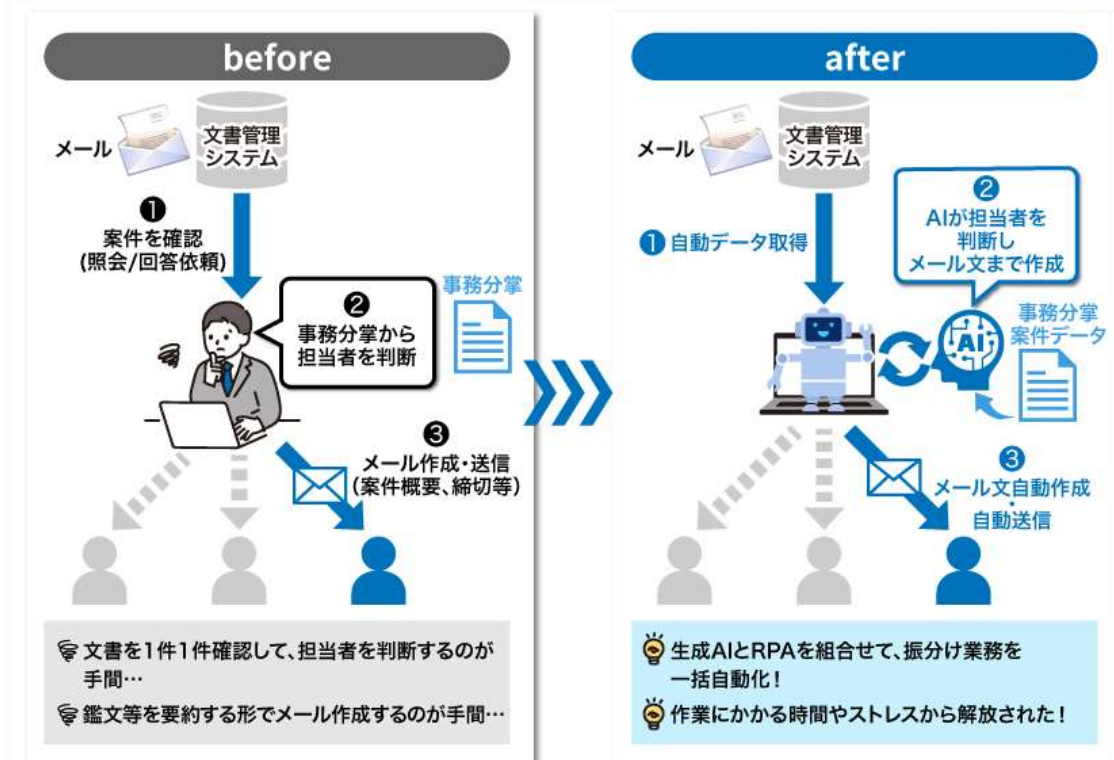 before
メール
文書管理
システム
❶
案件を確認
(照会/回答依頼)
❷
事務分掌から
担当者を判断
事務分掌
❸
メール作成・送信
(案件概要、締切等)
文書を1件1件確認して、担当者を判断するのが
手間…
鑑文等を要約する形でメール作成するのが手間…
after
メール
文書管理
システム
❶自動データ取得
❷
AIが担当者を
判断し
メール文まで作成
AI
事務分掌
案件データ
❸
メール文自動作成
・
自動送信
生成AIとRPAを組合せて、振分け業務を
一括自動化!
作業にかかる時間やストレスから解放された!